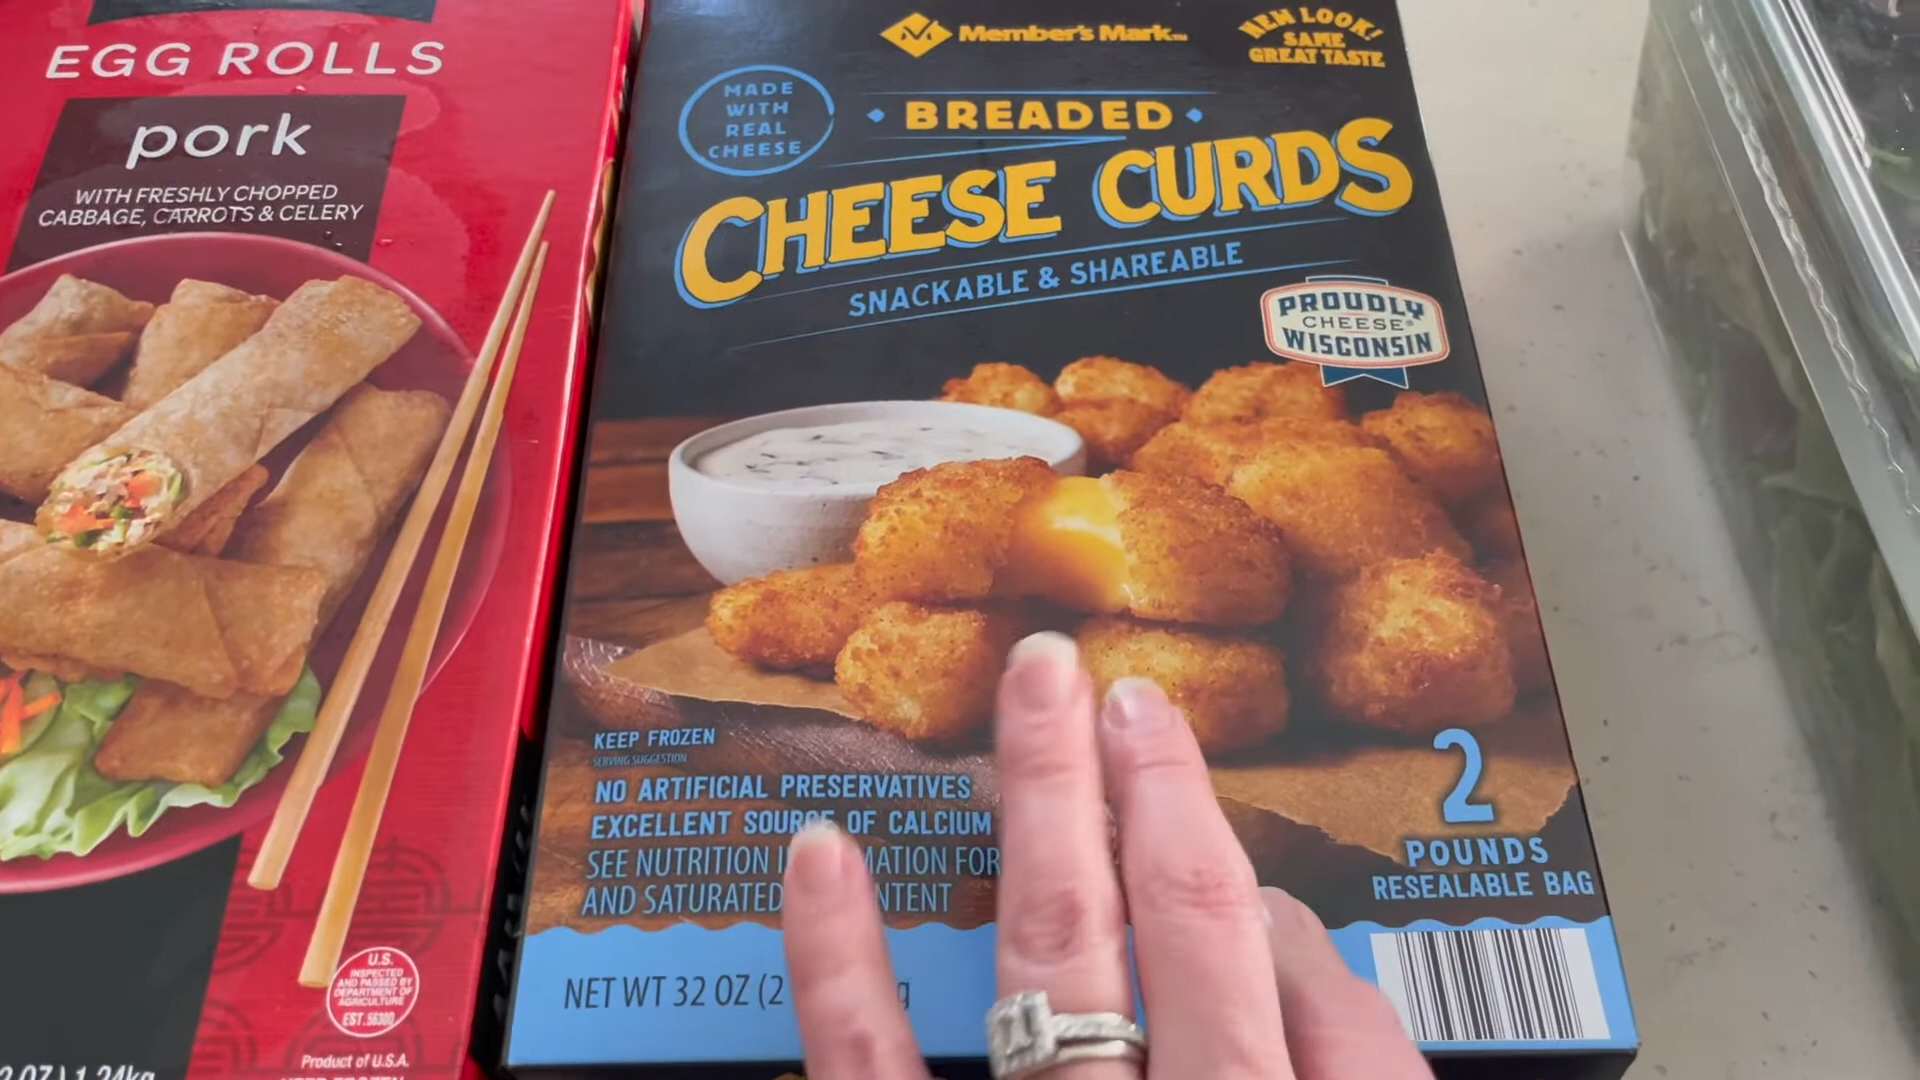 EGG ROLLS
pork
WITH FRESHLY CHOPPED
CABBAGE, CARROTS & CELERY
U.S.
INSPECTED
AND PASSED BY
DEPARTMENT OF
AGRICULTURE
EST. 56300
Product of U.S.A.
1.24kg
Member's Mark
NEW LOOK!
SAME
GREAT TASTE
MADE
WITH
REAL
CHEESE
BREADED
CHEESE CURDS
SNACKABLE & SHAREABLE
PROUDLY
CHEESE®
WISCONSIN
KEEP FROZEN
SERVING SUGGESTION
NO ARTIFICIAL PRESERVATIVES
EXCELLENT SOURCE OF CALCIUM
SEE NUTRITION FOR
AND SATURATED
2
POUNDS
RESEALABLE BAG
NET WT 32 OZ (2